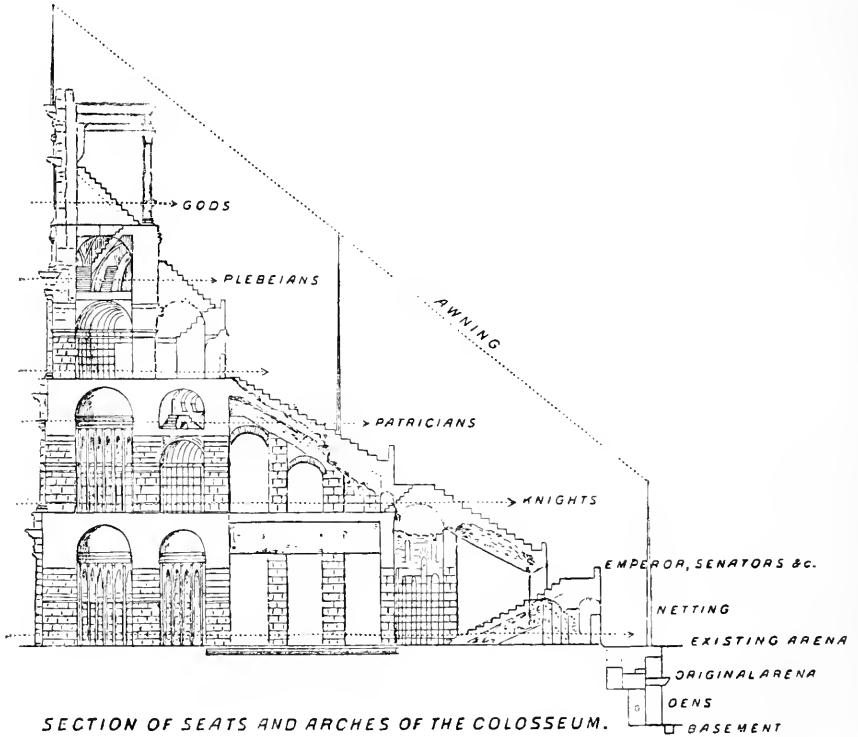 GODS
PLEBEIANS
AWNING
PATRICIANS
KNIGHTS
EMPEROR, SENATORS &c.
NETTING
EXISTING ARENA
ORIGINAL ARENA
DENS
BASEMENT
SECTION OF SEATS AND ARCHES OF THE COLOSSEUM.